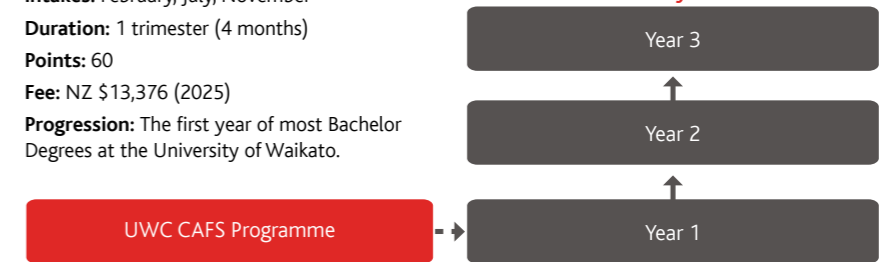 Duration: 1 trimester (4 months)
Points: 60
Fee: NZ $13,376 (2025)
Progression: The first year of most Bachelor
Degrees at the University of Waikato.
UWC CAFS Programme
Year 3
Year 2
Year 1